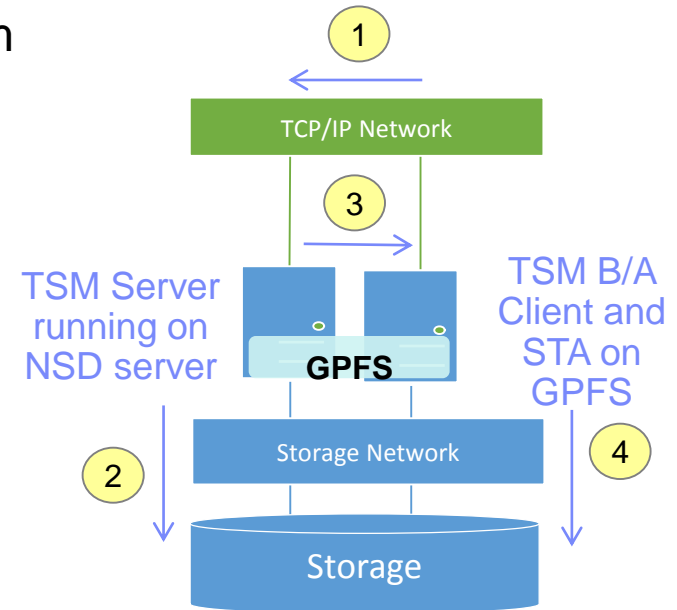 n
1
TCP/IP Network
3
TSM Server
running on
NSD server
GPFS
TSM B/A
Client and
STA on
GPFS
Storage Network
2
4
Storage